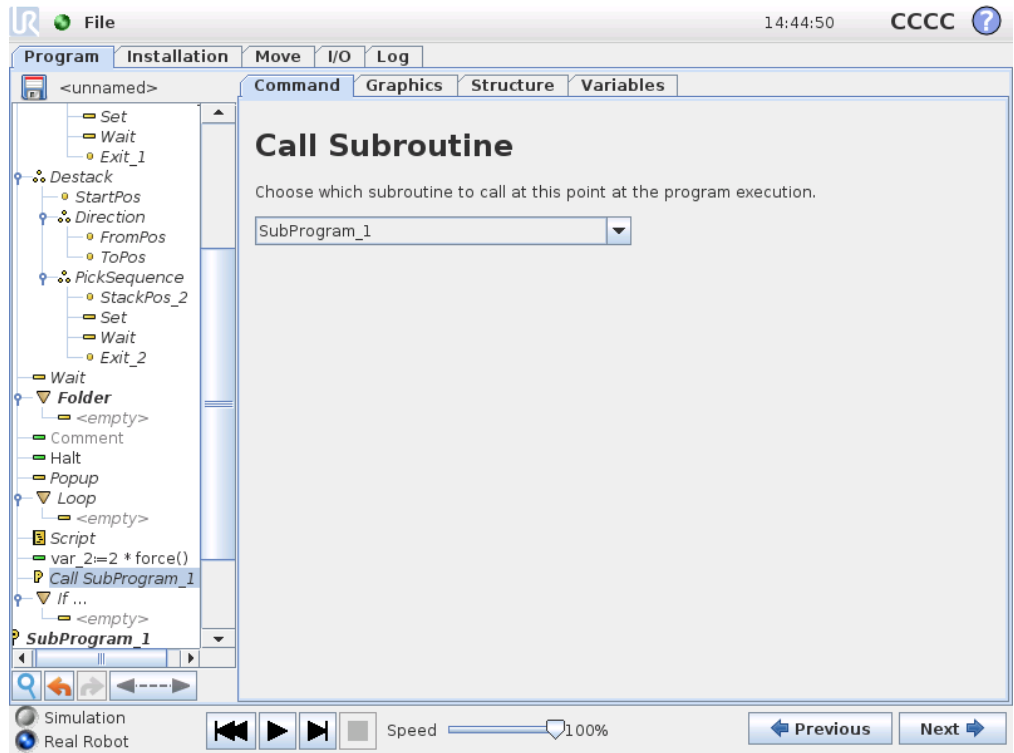 UR File 14:44:50 CCCC ?
Program Installation Move I/O Log
<unnamed>
Command Graphics Structure Variables
Set
Wait
Exit_1
Destack
StartPos
Direction
FromPos
ToPos
PickSequence
StackPos_2
Set
Wait
Exit_2
Wait
Folder
<empty>
Comment
Halt
Popup
Loop
<empty>
Script
var_2:=2 * force()
Call SubProgram_1
If ...
<empty>
SubProgram_1
Call Subroutine
Choose which subroutine to call at this point at the program execution.
SubProgram_1
Simulation
Real Robot
Speed 100%
Previous Next